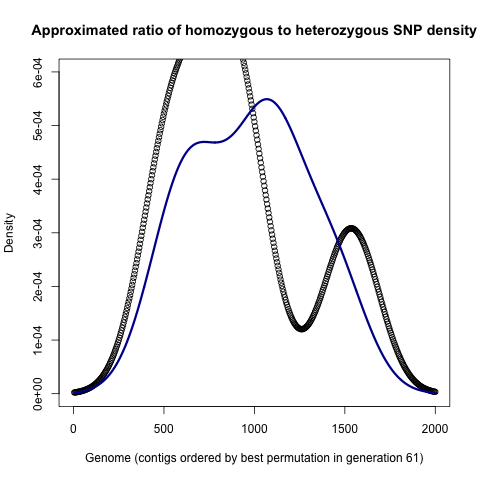 Approximated ratio of homozygous to heterozygous SNP density
6e-04
5e-04
4e-04
3e-04
2e-04
1e-04
0e+00
Density
0 500 1000 1500 2000
Genome (contigs ordered by best permutation in generation 61)